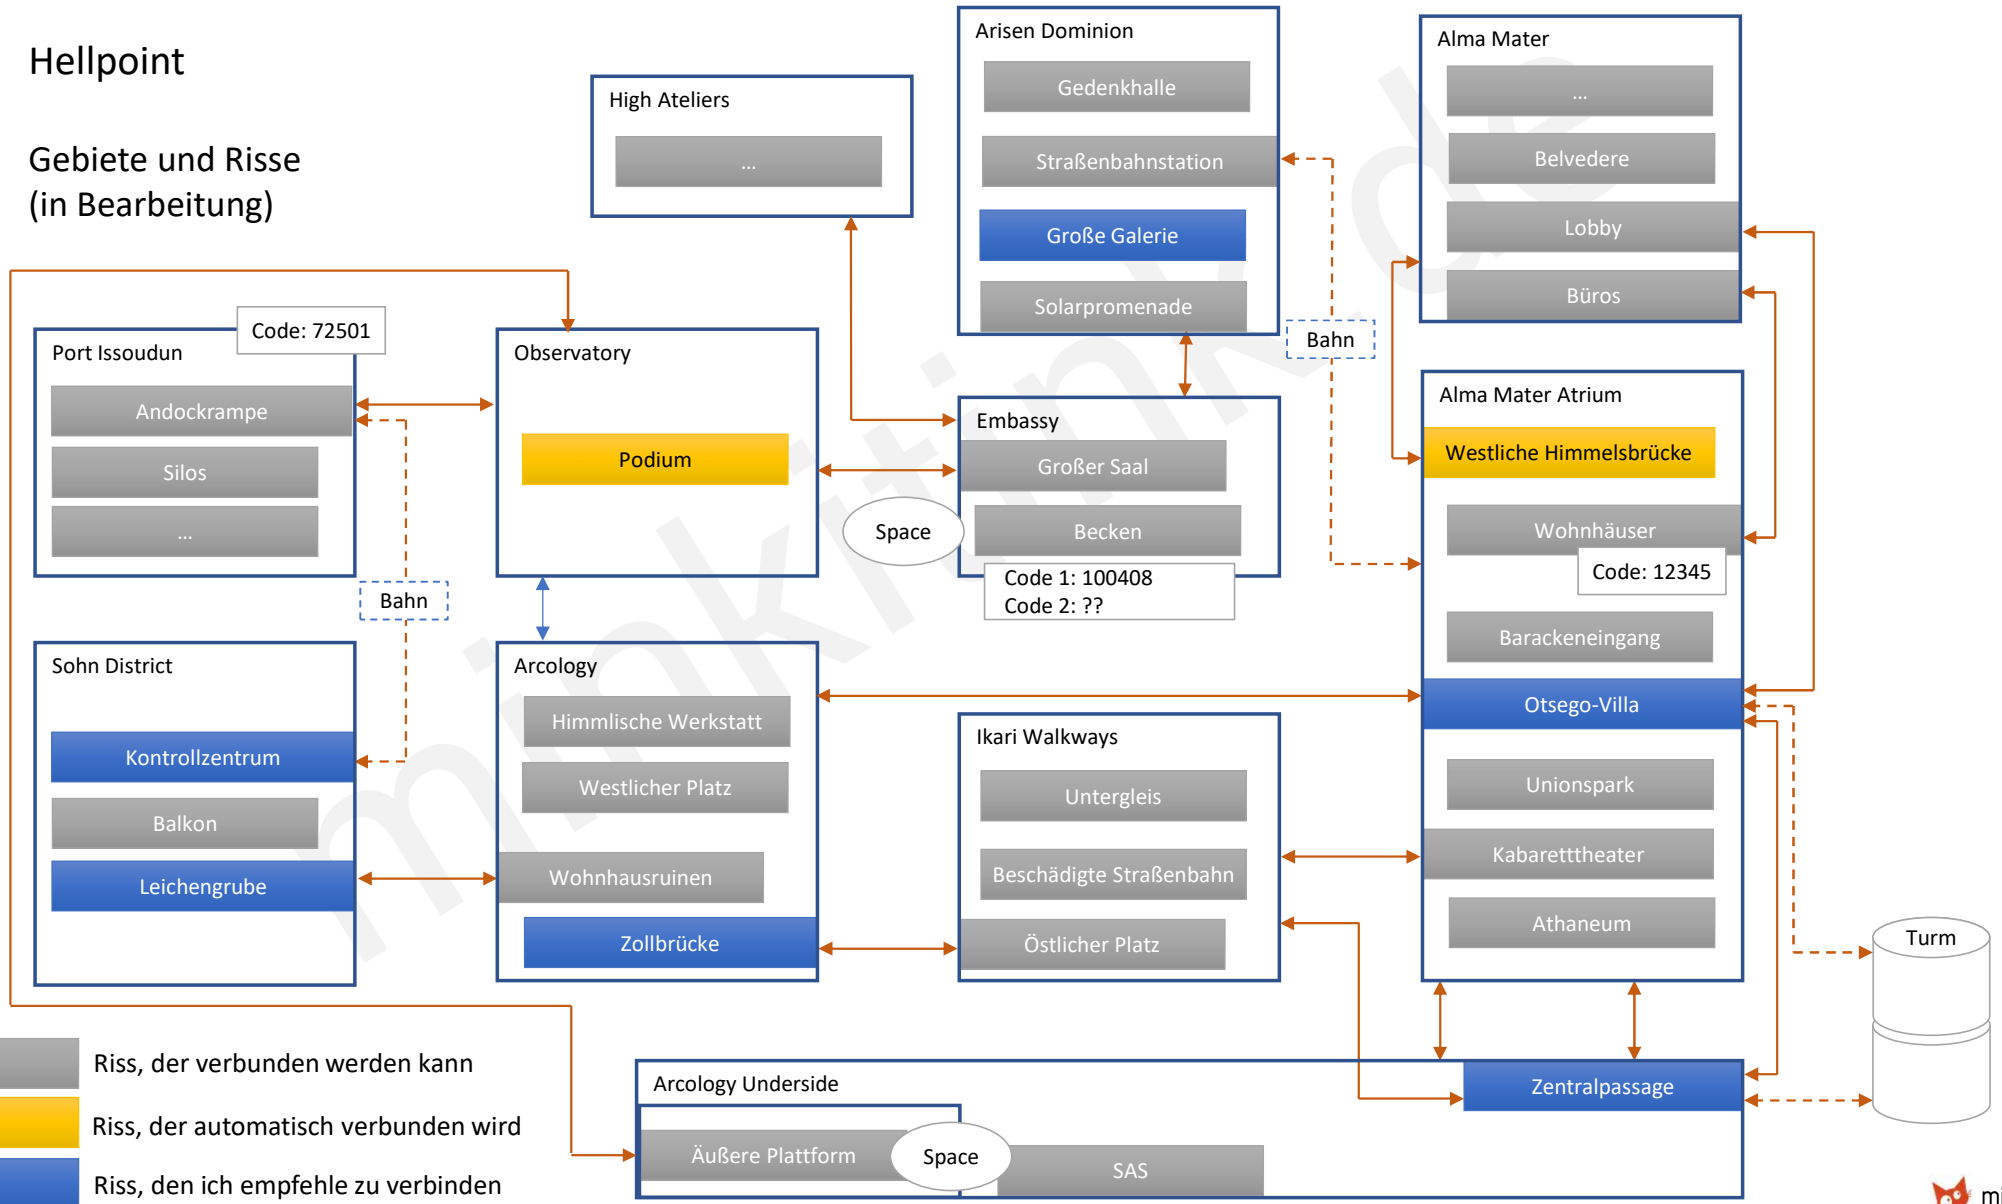 Hellpoint
Gebiete und Risse
(in Bearbeitung)
High Ateliers
...
Arisen Dominion
Gedenkhalle
Straßenbahnstation
Große Galerie
Solarpromenade
Bahn
Alma Mater
...
Belvedere
Lobby
Büros
Code: 72501
Port Issoudun
Andockrampe
Silos
...
Bahn
Observatory
Podium
Embassy
Großer Saal
Becken
Space
Code 1: 100408
Code 2: ??
Alma Mater Atrium
Westliche Himmelsbrücke
Wohnhäuser
Code: 12345
Barackeneingang
Otsego-Villa
Unionspark
Kabaretttheater
Athaneum
Sohn District
Kontrollzentrum
Balkon
Leichengrube
Arcology
Himmlische Werkstatt
Westlicher Platz
Wohnhausruinen
Zollbrücke
Ikari Walkways
Untergleis
Beschädigte Straßenbahn
Östlicher Platz
Turm
Arcology Underside
Zentralpassage
Äußere Plattform
Space
SAS
Riss, der verbunden werden kann
Riss, der automatisch verbunden wird
Riss, den ich empfehle zu verbinden
minkitink.de